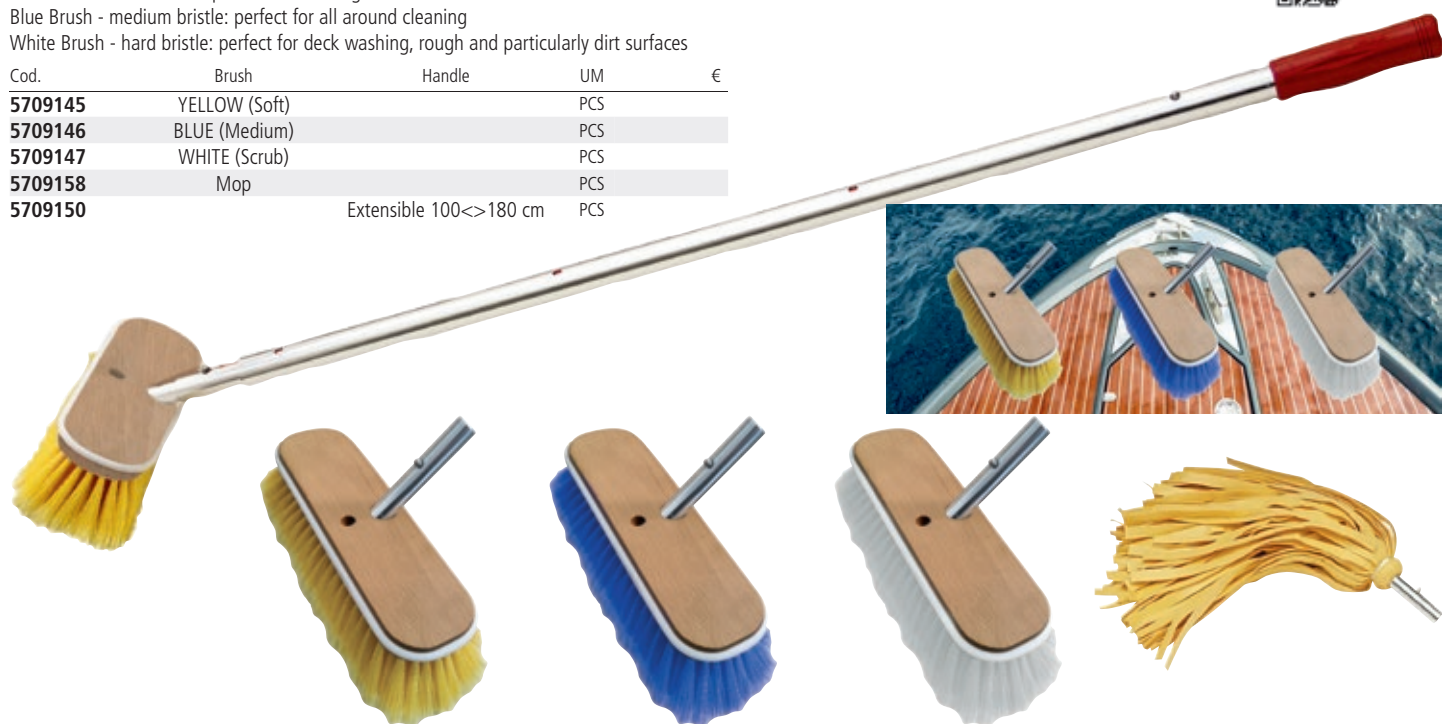 Blue Brush - medium bristle: perfect for all around cleaning
White Brush - hard bristle: perfect for deck washing, rough and particularly dirt surfaces
Cod. Brush Handle UM €
5709145 YELLOW (Soft) PCS
5709146 BLUE (Medium) PCS
5709147 WHITE (Scrub) PCS
5709158 Mop PCS
5709150 Extensible 100<>180 cm PCS